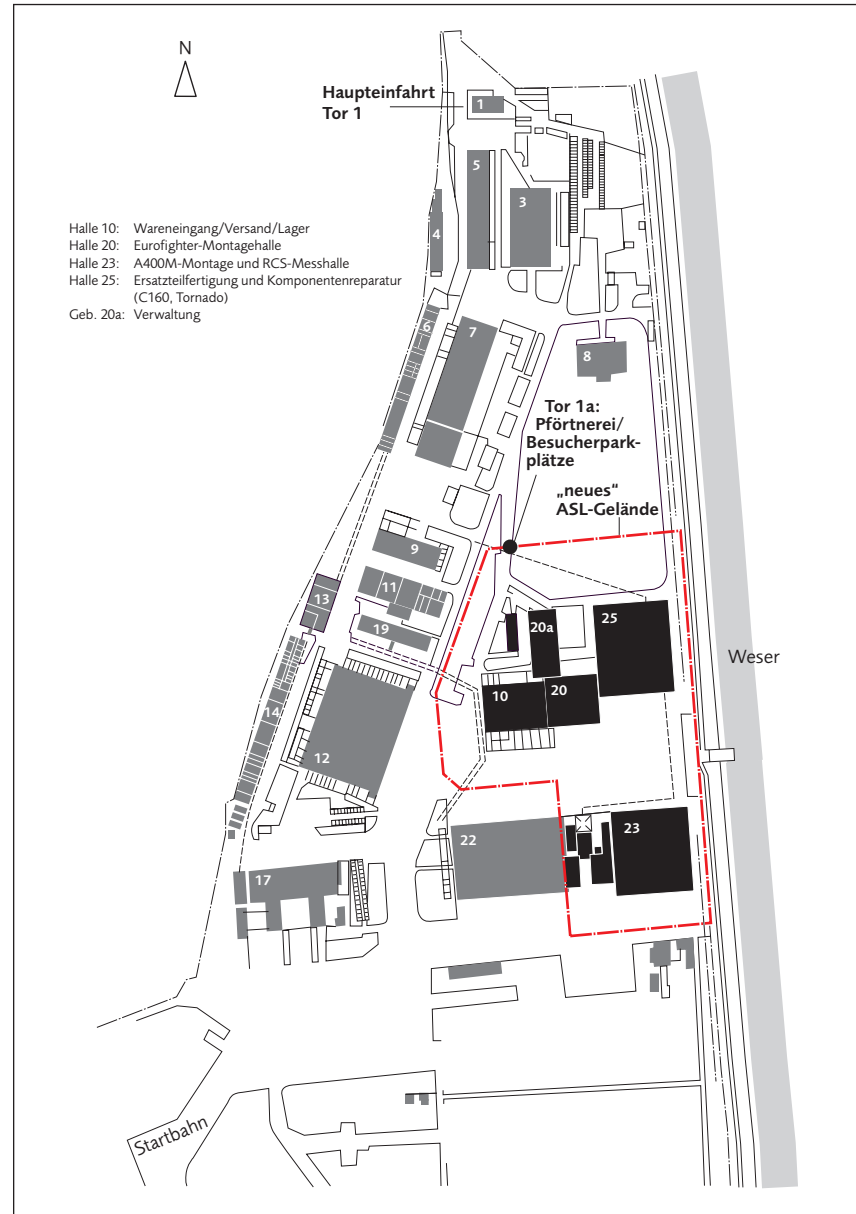 N
Haupteinfahrt
Tor 1
1
5
3
4
Halle 10: Wareneingang/Versand/Lager
Halle 20: Eurofighter-Montagehalle
Halle 23: A400M-Montage und RCS-Messhalle
Halle 25: Ersatzteilfertigung und Komponentenreparatur
(C160, Tornado)
Geb. 20a: Verwaltung
6
7
8
Tor 1a:
Pförtnerei/
Besucherpark-
plätze
„neues“
ASL-Gelände
9
11
13
19
20a
25
Weser
10
20
14
12
22
23
17
Startbahn